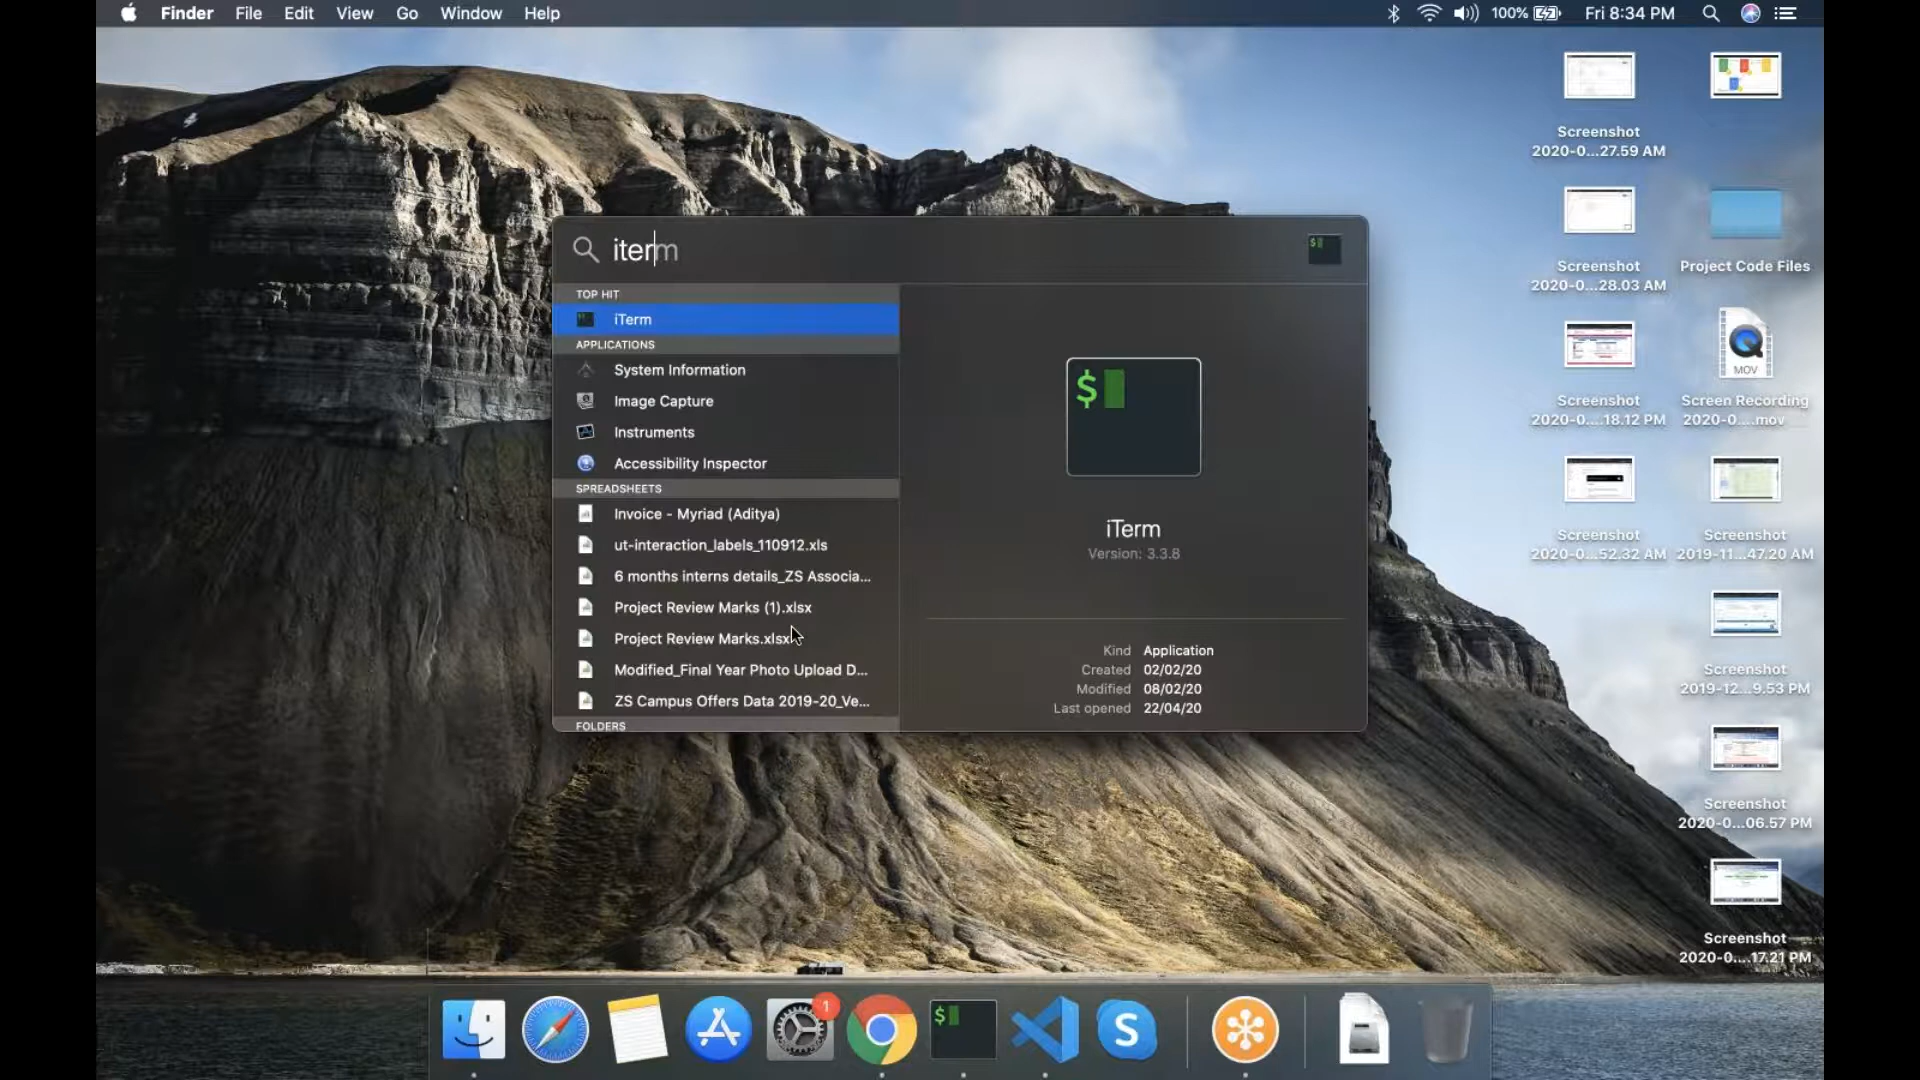 Finder File Edit View Go Window Help
100% Fri 8:34 PM
iterm
TOP HIT
iTerm
APPLICATIONS
System Information
Image Capture
Instruments
Accessibility Inspector
SPREADSHEETS
Invoice - Myriad (Aditya)
ut-interaction_labels_110912.xls
6 months interns details_ZS Associa...
Project Review Marks (1).xlsx
Project Review Marks.xlsx
Modified_Final Year Photo Upload D...
ZS Campus Offers Data 2019-20_Ve...
FOLDERS
$
iTerm
Version: 3.3.8
Kind Application
Created 02/02/20
Modified 08/02/20
Last opened 22/04/20
Screenshot
2020-0...27.59 AM
Screenshot
2020-0...28.03 AM
Project Code Files
Screenshot
2020-0....18.12 PM
MOV
Screen Recording
2020-0....mov
Screenshot
2020-0...52.32 AM
Screenshot
2019-11...47.20 AM
Screenshot
2019-12...9.53 PM
Screenshot
2020-0...06.57 PM
Screenshot
2020-0....17.21 PM
1
$
S